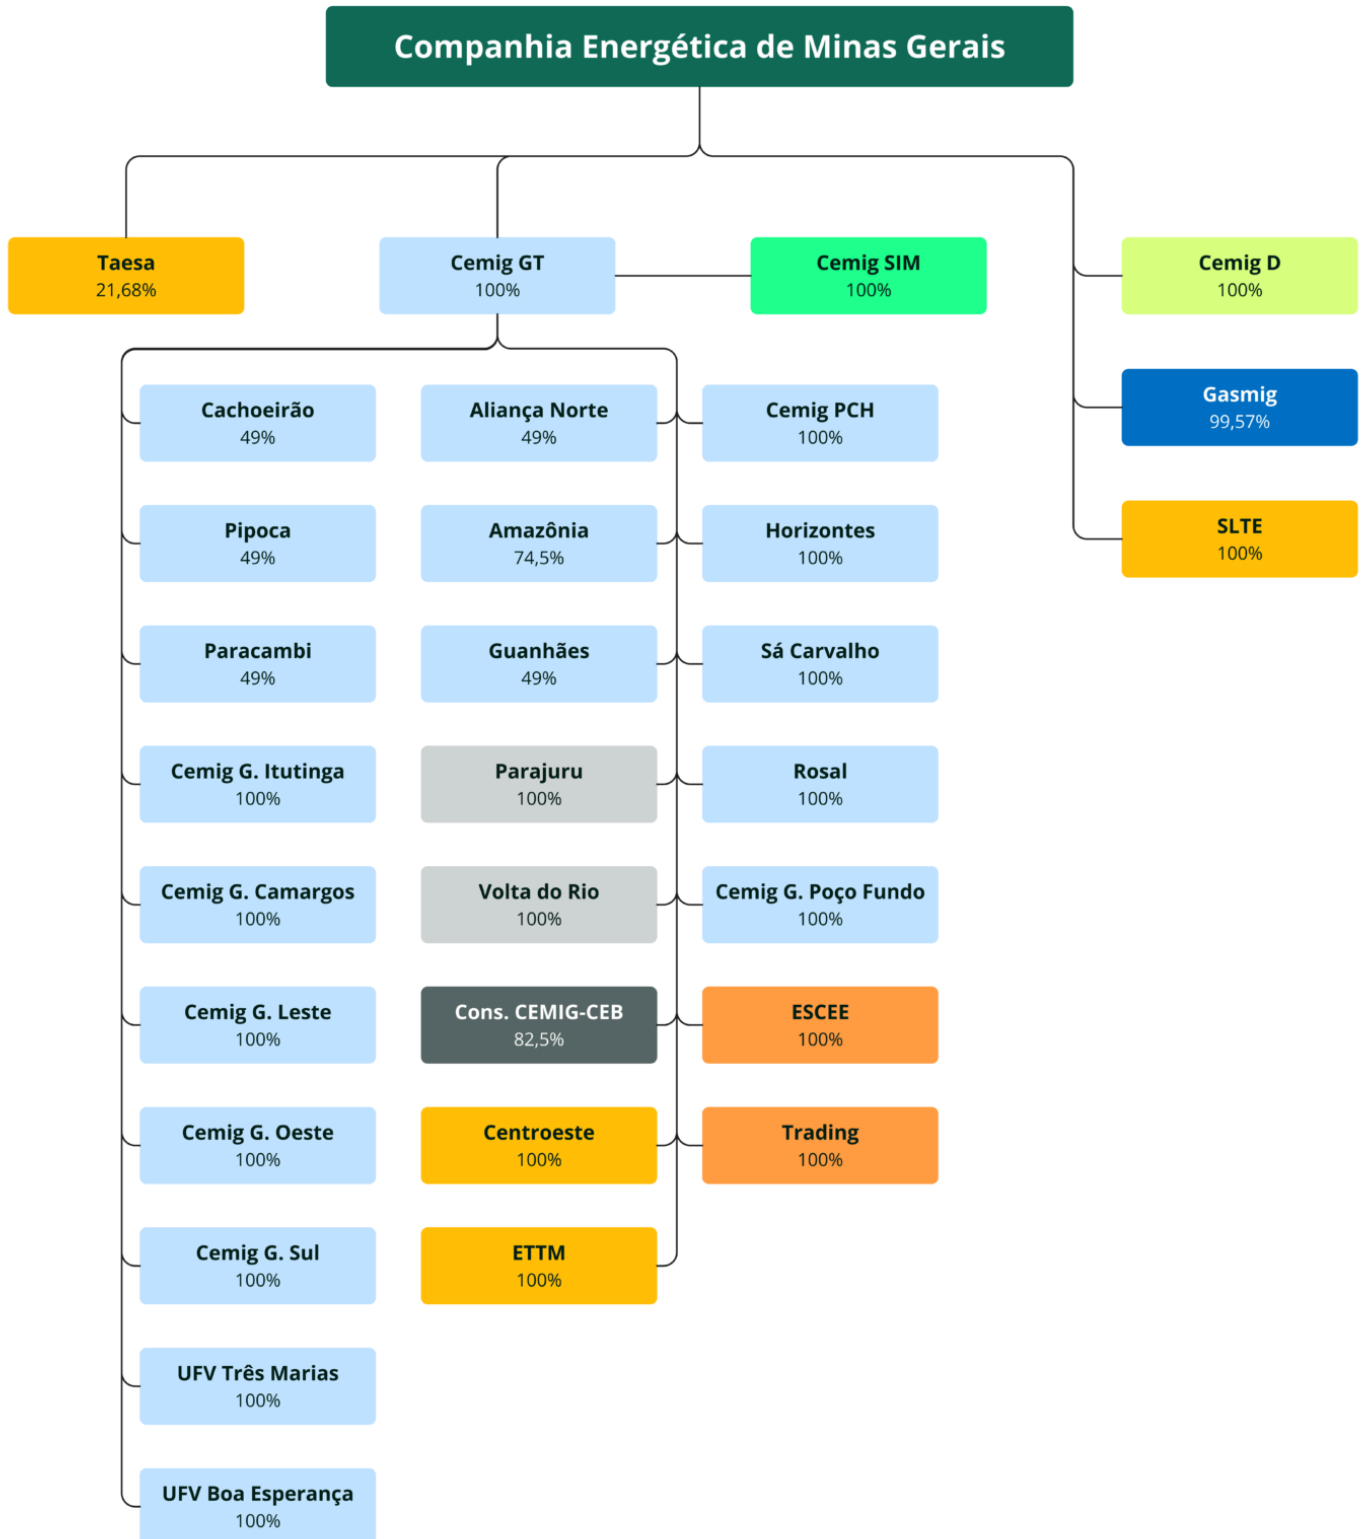 Companhia Energética de Minas Gerais
Taesa
21,68%
Cemig GT
100%
Cemig SIM
100%
Cemig D
100%
Gasmig
99,57%
SLTE
100%
Cachoeirão
49%
Aliança Norte
49%
Cemig PCH
100%
Pipoca
49%
Amazônia
74,5%
Horizontes
100%
Paracambi
49%
Guanhães
49%
Sá Carvalho
100%
Cemig G. Itutinga
100%
Parajuru
100%
Rosal
100%
Cemig G. Camargos
100%
Volta do Rio
100%
Cemig G. Poço Fundo
100%
Cemig G. Leste
100%
Cons. CEMIG-CEB
82,5%
ESCEE
100%
Cemig G. Oeste
100%
Centroeste
100%
Trading
100%
Cemig G. Sul
100%
ETTM
100%
UFV Três Marias
100%
UFV Boa Esperança
100%